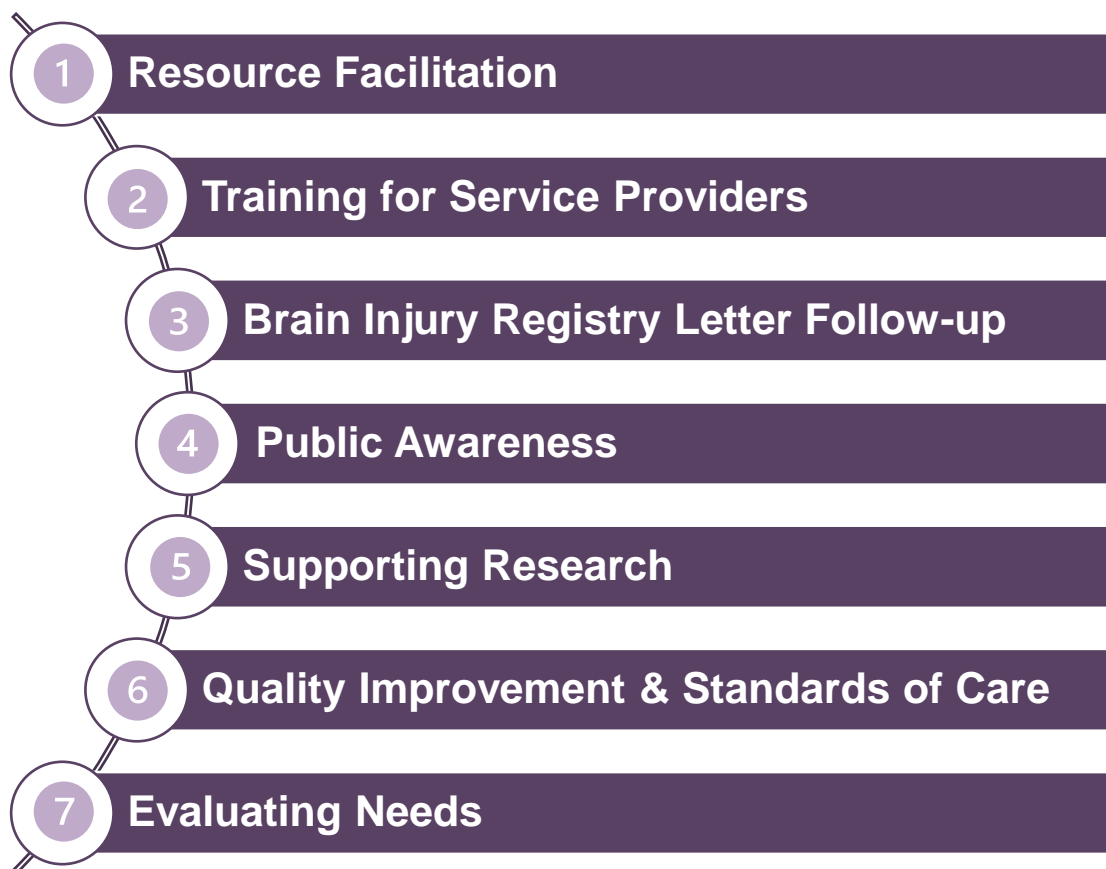 1 Resource Facilitation
2 Training for Service Providers
3 Brain Injury Registry Letter Follow-up
4 Public Awareness
5 Supporting Research
6 Quality Improvement & Standards of Care
7 Evaluating Needs